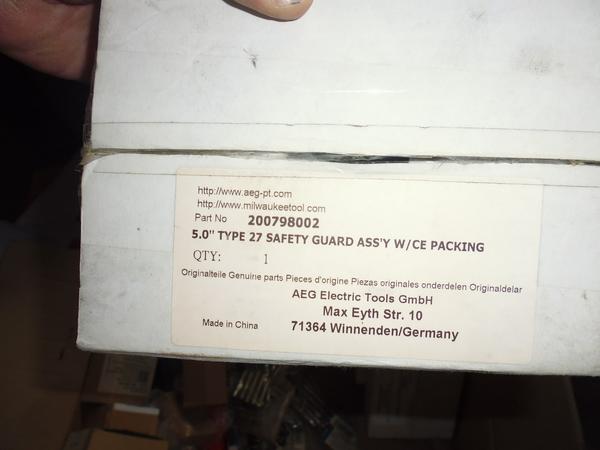 http://www.aeg-pt.com
http://www.milwaukeetool.com
Part No 200798002
5.0" TYPE 27 SAFETY GUARD ASS'Y W/CE PACKING
QTY: 1
Originalteile Genuine parts Pieces d'origine Piezas originales onderdelen Originaldelar
AEG Electric Tools GmbH
Max Eyth Str. 10
Made in China 71364 Winnenden/Germany